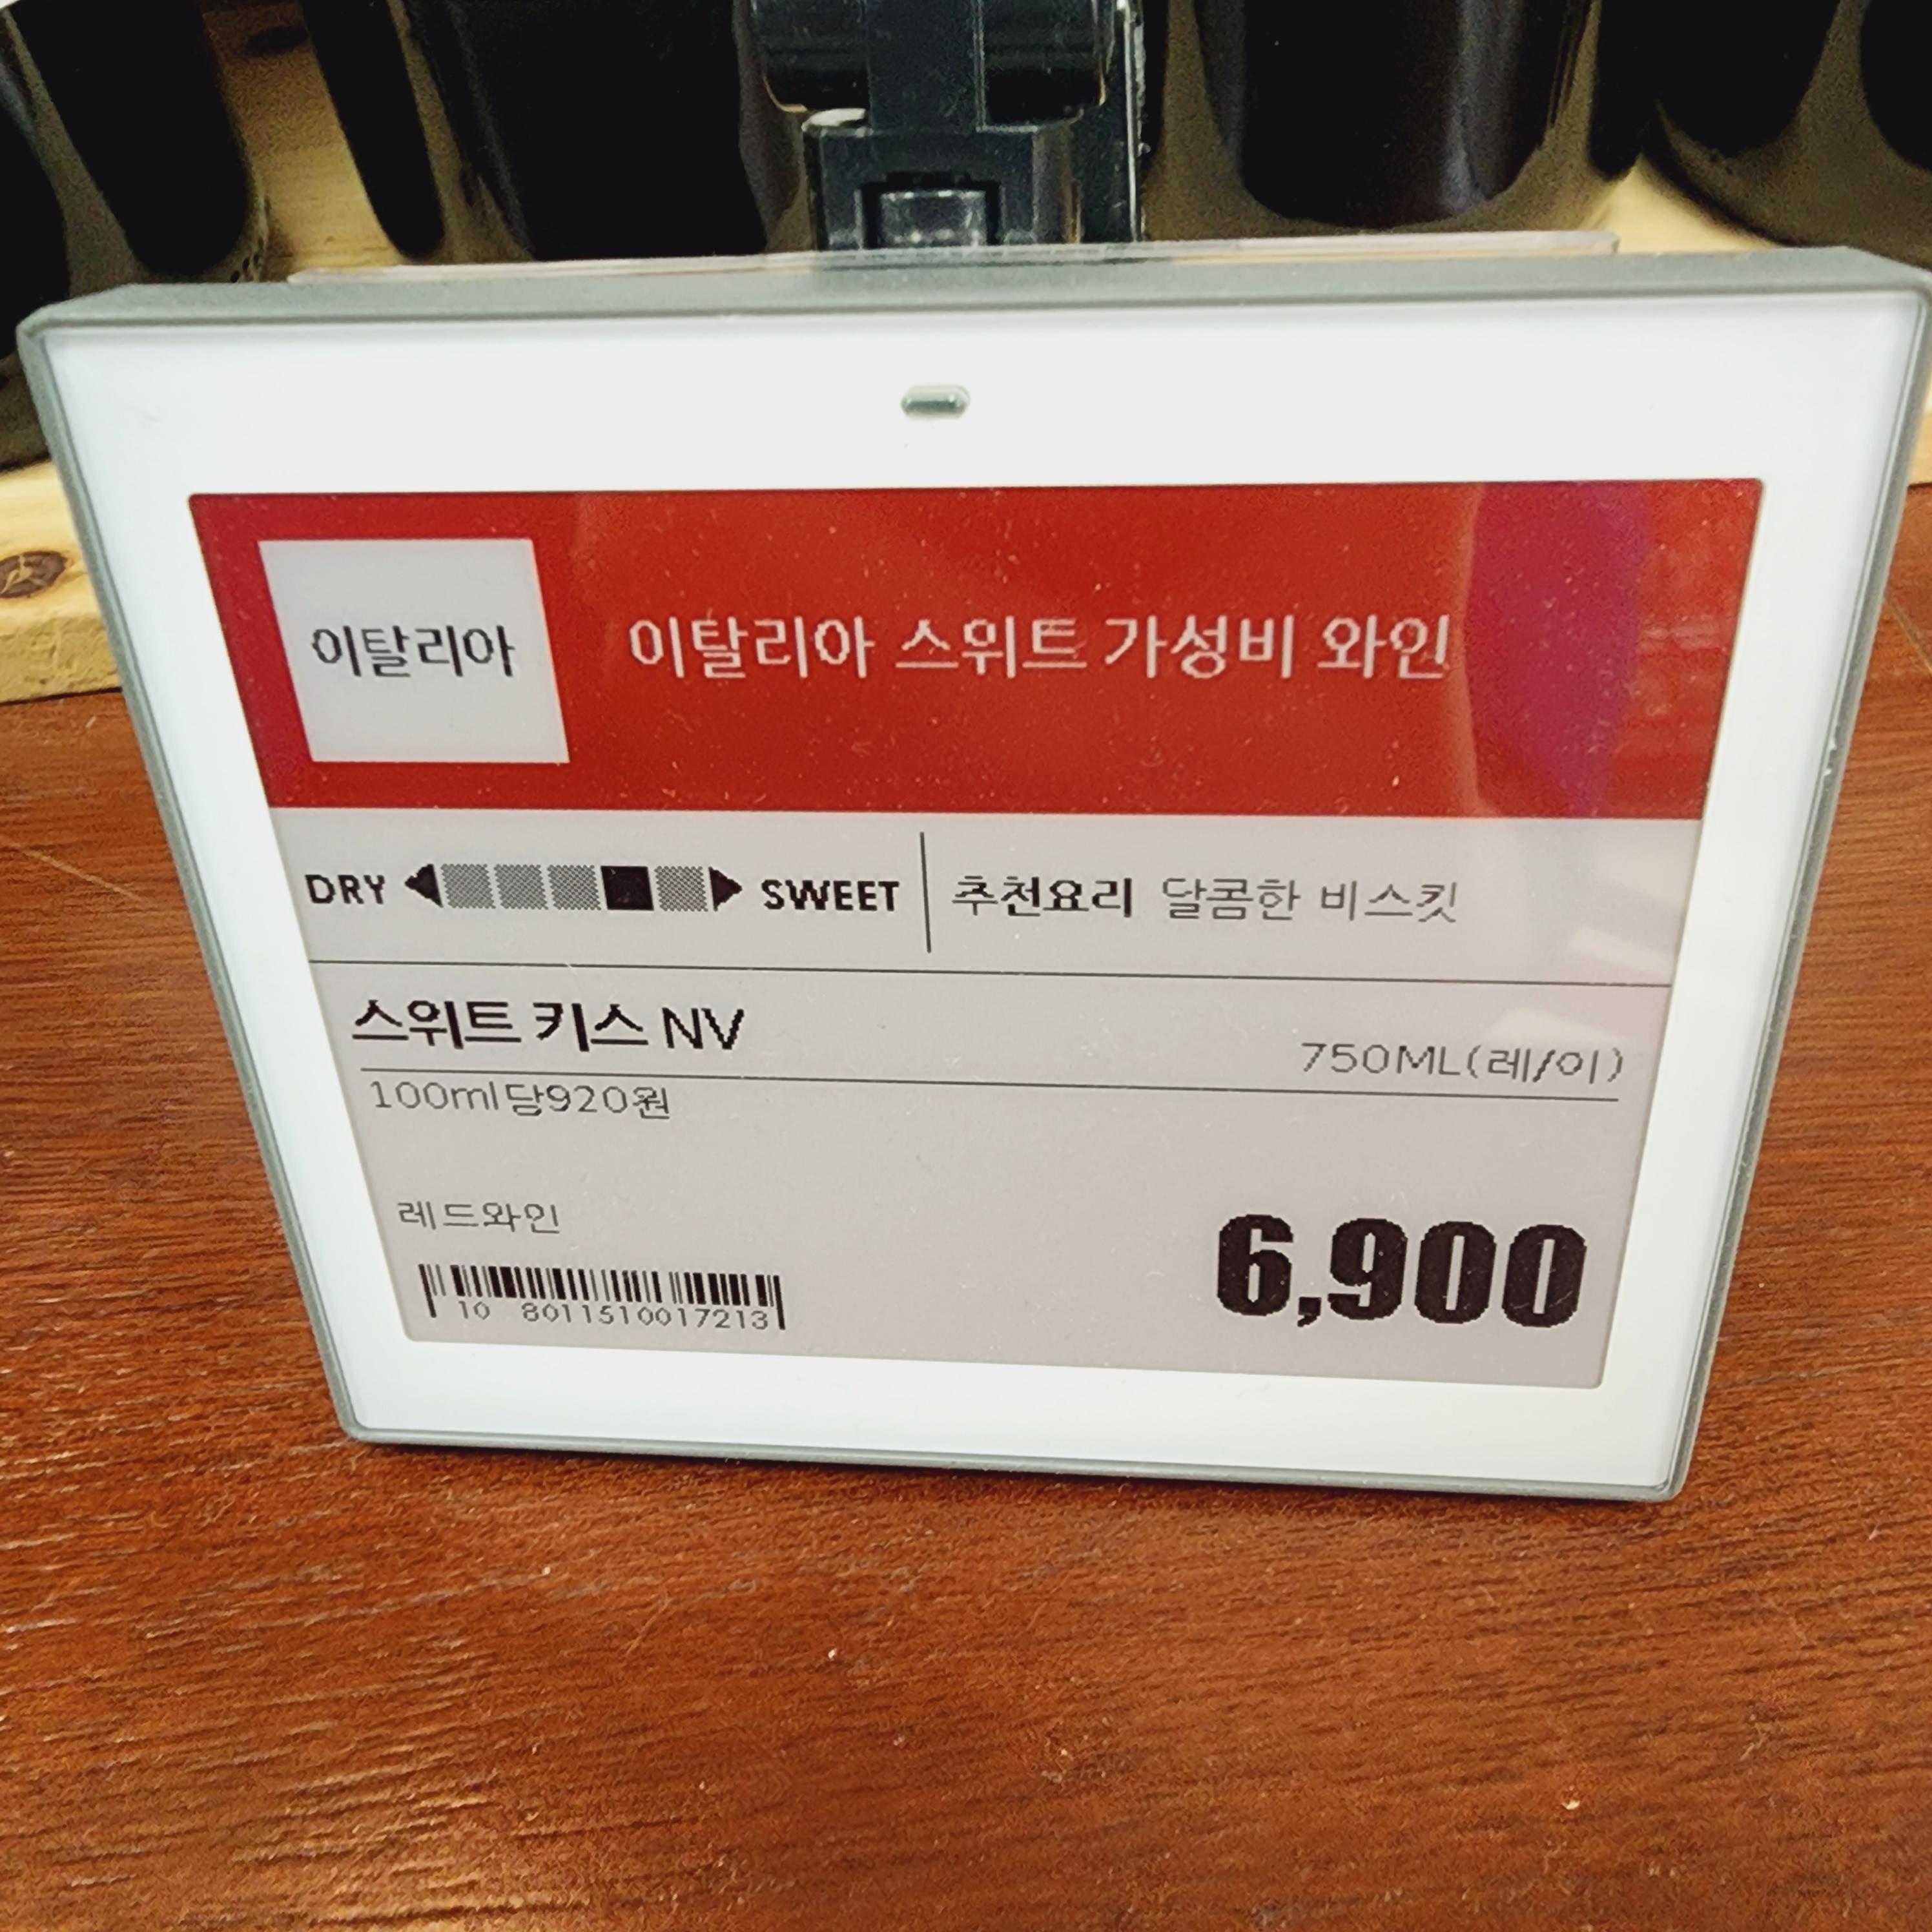 이탈리아
이탈리아 스위트 가성비 와인
DRY SWEET
추천요리 달콤한 비스킷
스위트 키스 NV
750ML(레/이)
100ml당920원
레드와인
6,900
10 8011510017213